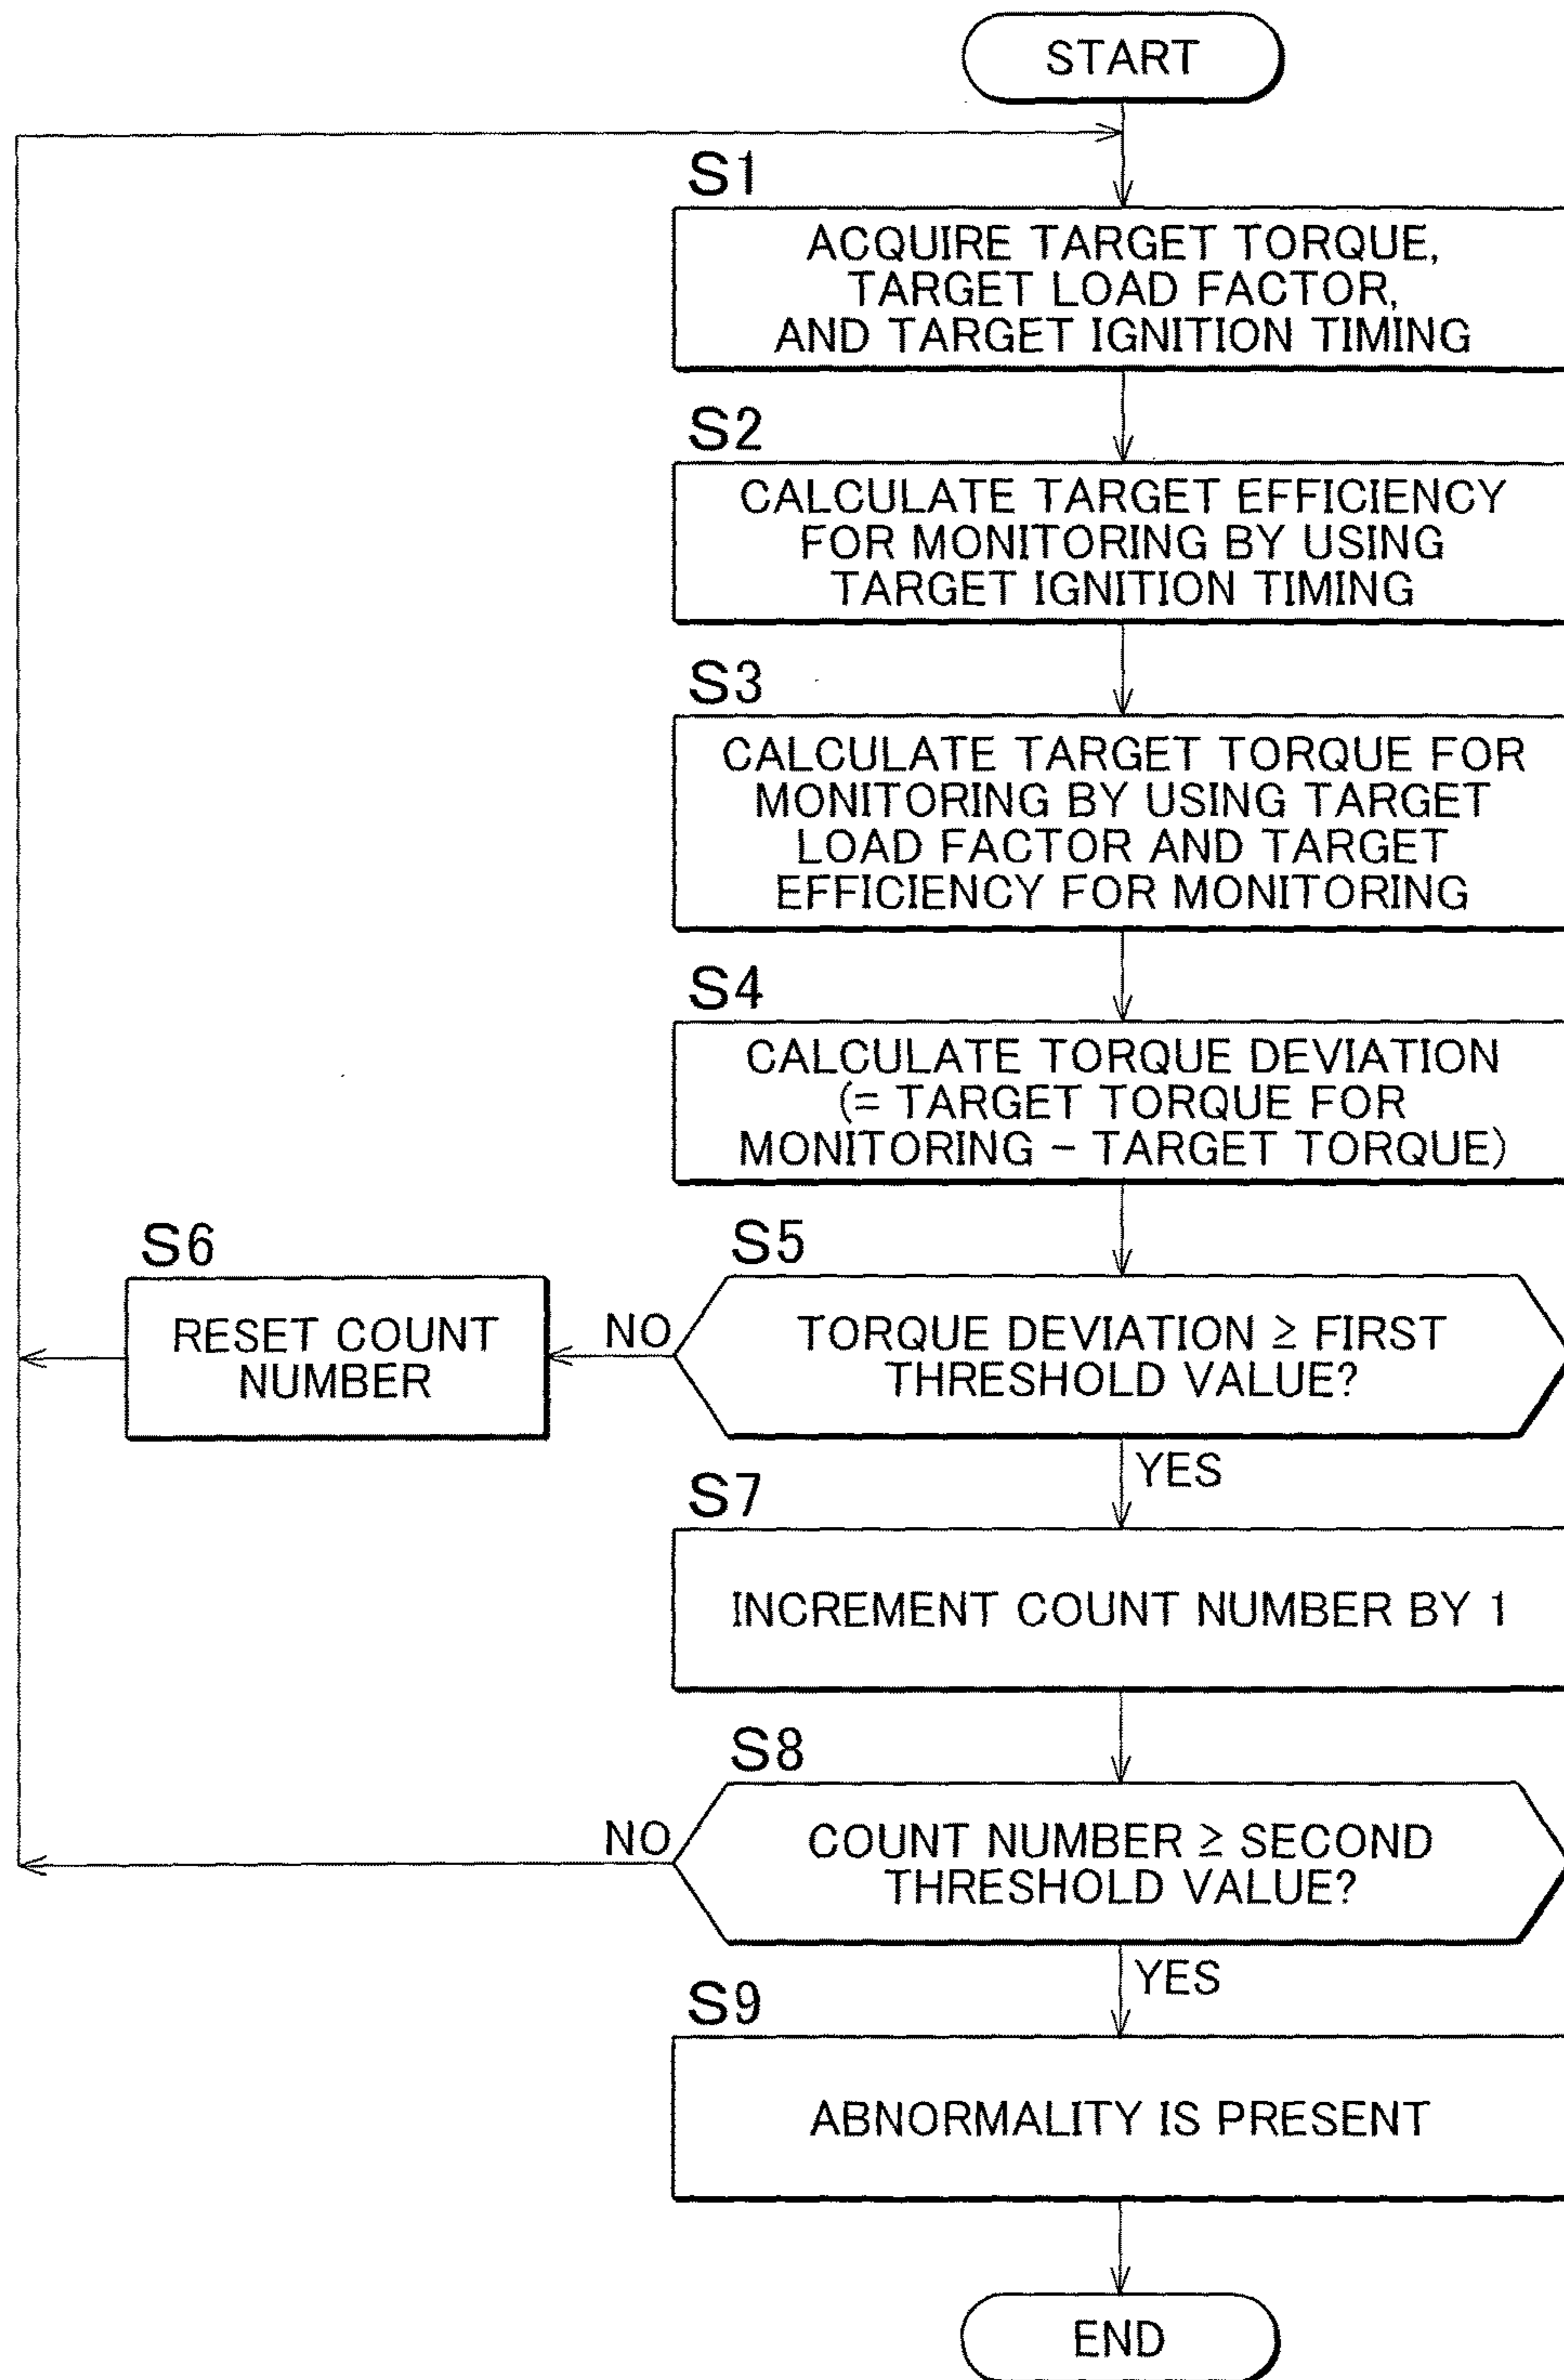 START
S1
ACQUIRE TARGET TORQUE,
TARGET LOAD FACTOR,
AND TARGET IGNITION TIMING
S2
CALCULATE TARGET EFFICIENCY
FOR MONITORING BY USING
TARGET IGNITION TIMING
S3
CALCULATE TARGET TORQUE FOR
MONITORING BY USING TARGET
LOAD FACTOR AND TARGET
EFFICIENCY FOR MONITORING
S4
CALCULATE TORQUE DEVIATION
(= TARGET TORQUE FOR
MONITORING − TARGET TORQUE)
S6
RESET COUNT
NUMBER
NO
S5
TORQUE DEVIATION ≥ FIRST
THRESHOLD VALUE?
YES
S7
INCREMENT COUNT NUMBER BY 1
S8
NO
COUNT NUMBER ≥ SECOND
THRESHOLD VALUE?
YES
S9
ABNORMALITY IS PRESENT
END